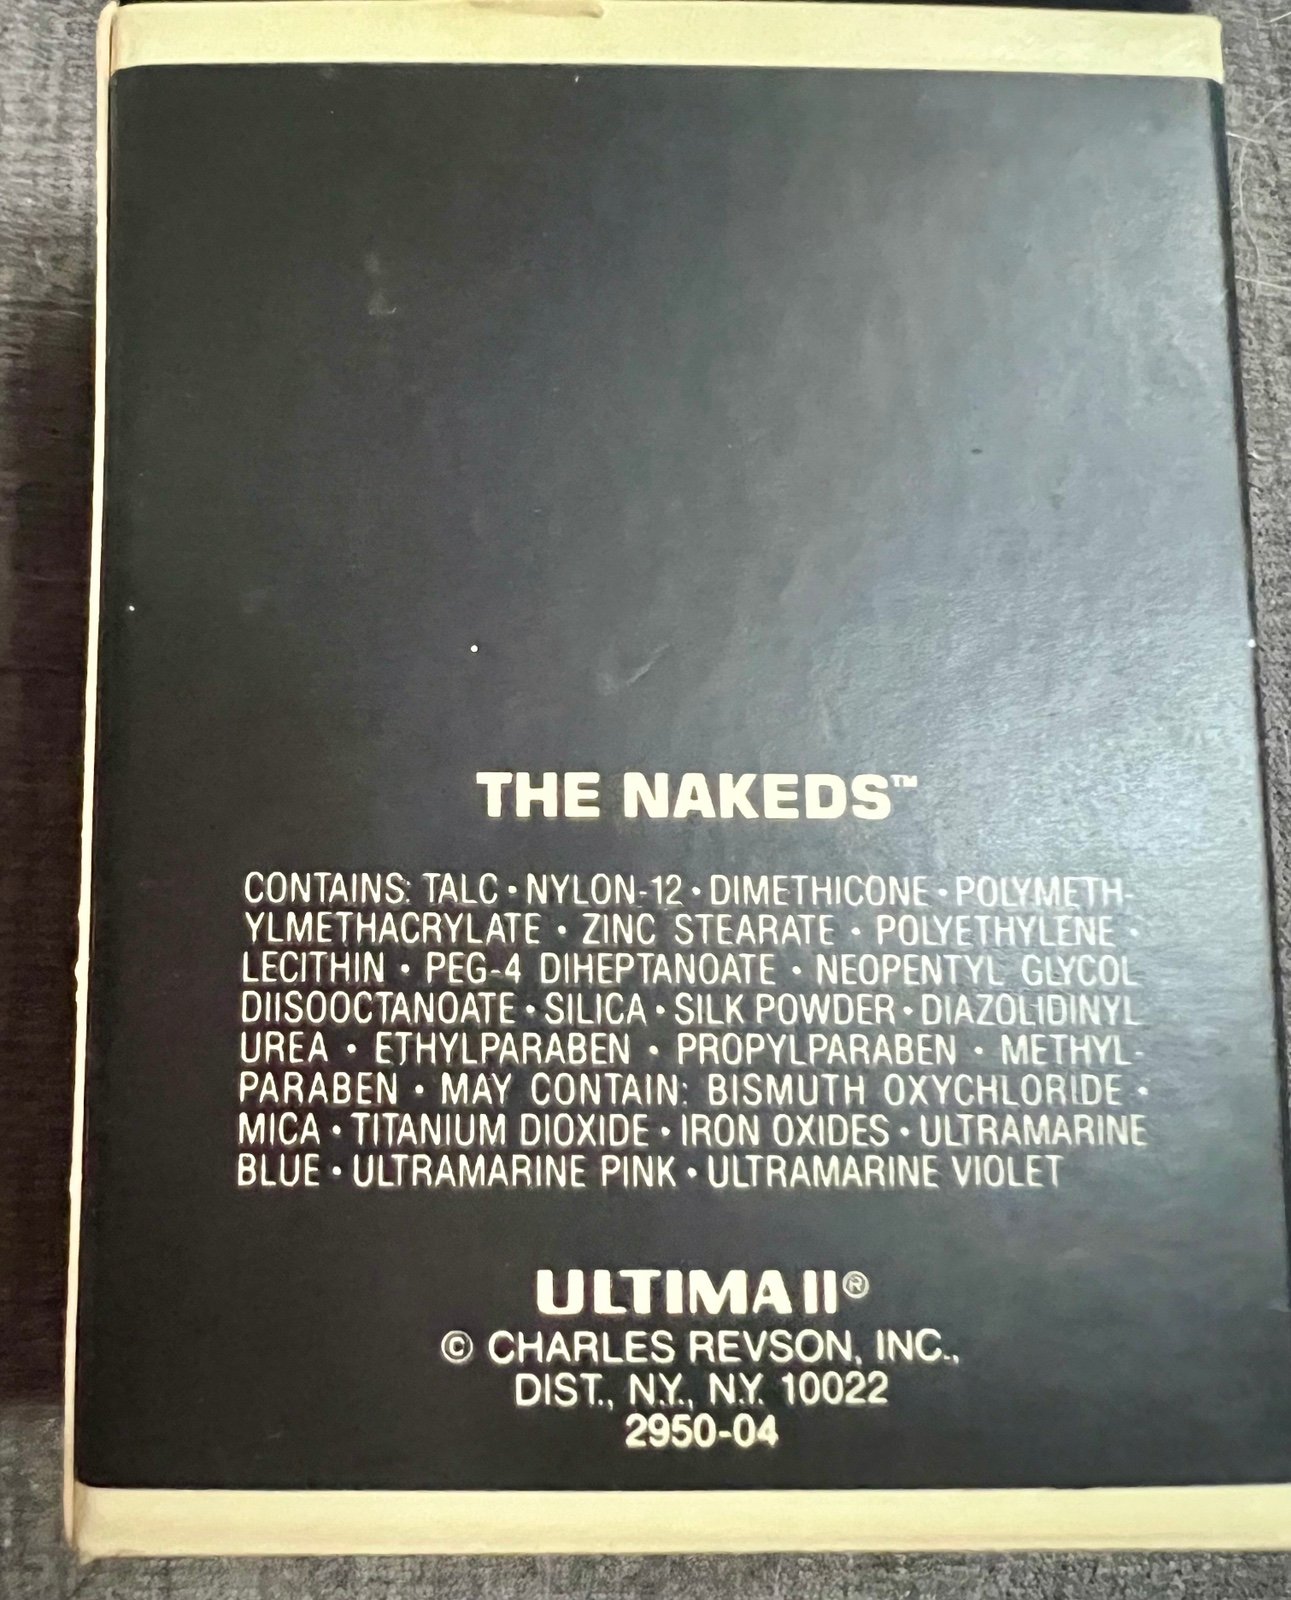 THE NAKEDS™
CONTAINS: TALC • NYLON-12 • DIMETHICONE • POLYMETH-
YLMETHACRYLATE • ZINC STEARATE • POLYETHYLENE •
LECITHIN • PEG-4 DIHEPTANOATE • NEOPENTYL GLYCOL
DIISOOCTANOATE • SILICA • SILK POWDER • DIAZOLIDINYL
UREA • ETHYLPARABEN • PROPYLPARABEN • METHYL-
PARABEN • MAY CONTAIN: BISMUTH OXYCHLORIDE •
MICA • TITANIUM DIOXIDE • IRON OXIDES • ULTRAMARINE
BLUE • ULTRAMARINE PINK • ULTRAMARINE VIOLET
ULTIMA II®
© CHARLES REVSON, INC.,
DIST., N.Y., N.Y. 10022
2950-04